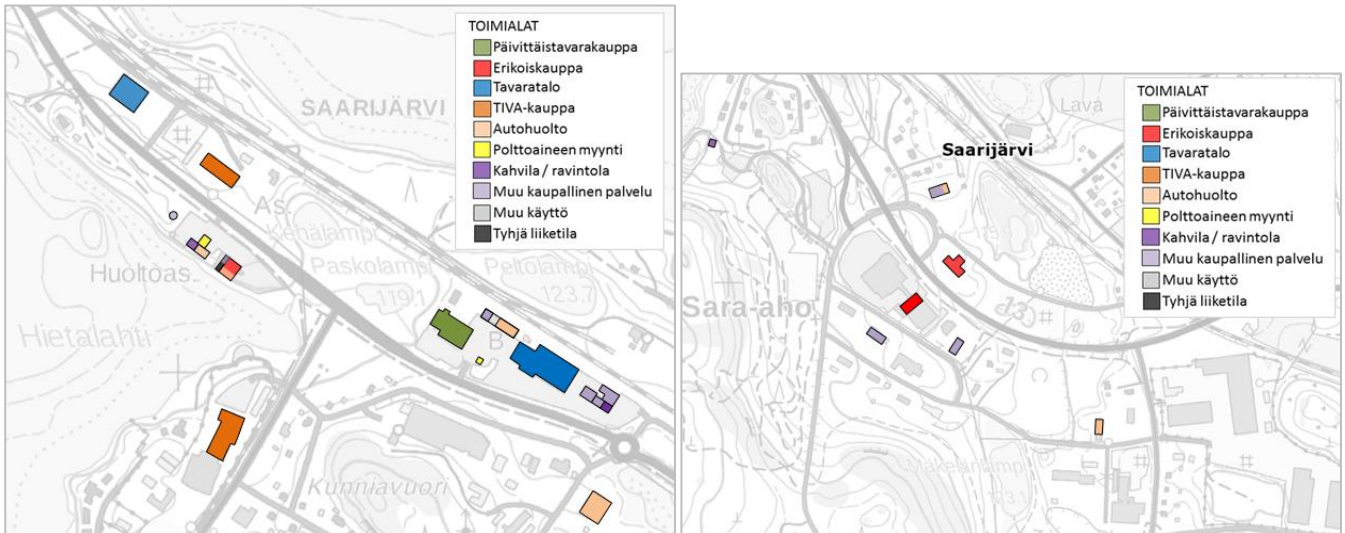 TOIMIALAT
Päivittäistavarakauppa
Erikoiskauppa
Tavaratalo
TIVA-kauppa
Autohuolto
Polttoaineen myynti
Kahvila / ravintola
Muu kaupallinen palvelu
Muu käyttö
Tyhjä liiketila
SAARIJÄRVI
As.
Kehälampi
Paskolampi
119.1
Peltolampi
123.7
Huoltoas.
Hietalahti
B
Kunniavuori
TOIMIALAT
Päivittäistavarakauppa
Erikoiskauppa
Tavaratalo
TIVA-kauppa
Autohuolto
Polttoaineen myynti
Kahvila / ravintola
Muu kaupallinen palvelu
Muu käyttö
Tyhjä liiketila
Lava
Saarijärvi
Sara-aho
13
Mäkelänlampi